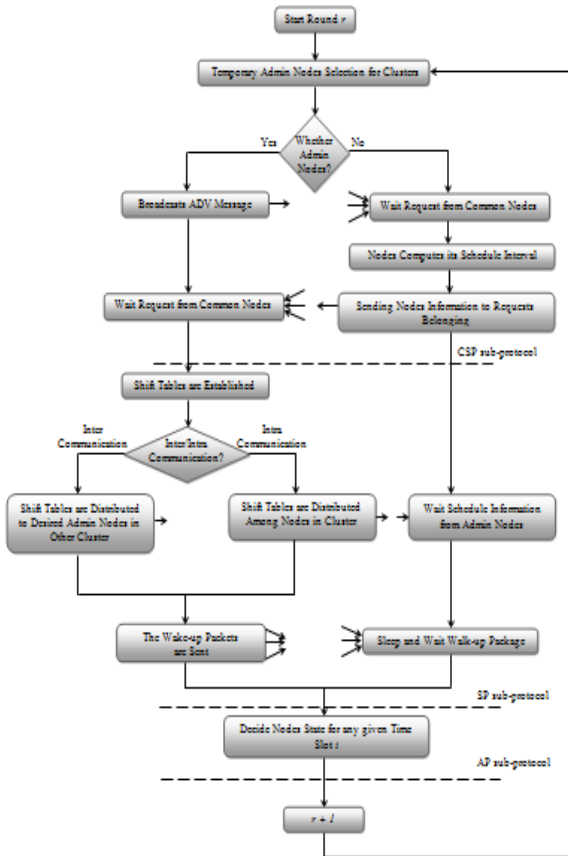 Start Round r
Temporary Admin Nodes Selection for Clusters
Yes
Whether
Admin
Nodes?
No
Broadcasts ADV Message
Wait Request from Common Nodes
Nodes Computes its Schedule Interval
Wait Request from Common Nodes
Sending Nodes Information to Requests
Belonging
CSP sub-protocol
Shift Tables are Established
Inter
Communication
Inter/Intra
Communication?
Intra
Communication
Shift Tables are Distributed
to Desired Admin Nodes in
Other Cluster
Shift Tables are Distributed
Among Nodes in Cluster
Wait Schedule Information
from Admin Nodes
The Wake-up Packets
are Sent
Sleep and Wait Walk-up Package
SP sub-protocol
Decide Nodes State for any given Time
Slot t
AP sub-protocol
r + 1